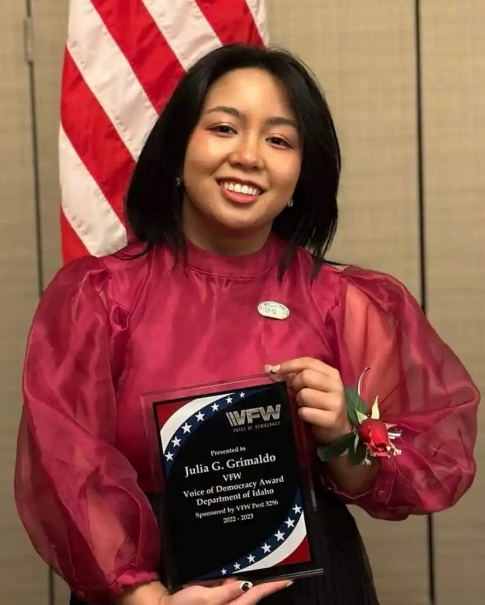 VFW
VOICE OF DEMOCRACY
Presented to
Julia G. Grimaldo
VFW
Voice of Democracy Award
Department of Idaho
Sponsored by VFW Post 3296
2022 - 2023